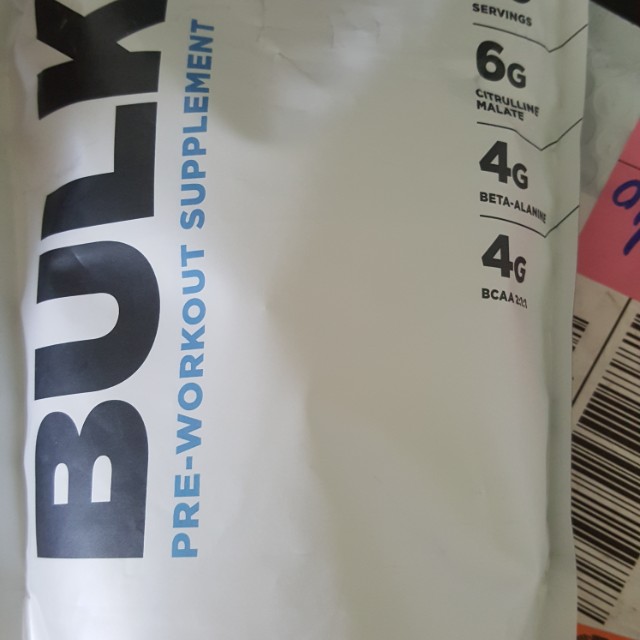 BULK
PRE-WORKOUT SUPPLEMENT
SERVINGS
6G
CITRULLINE
MALATE
4G
BETA-ALANINE
4G
BCAA 2:1:1